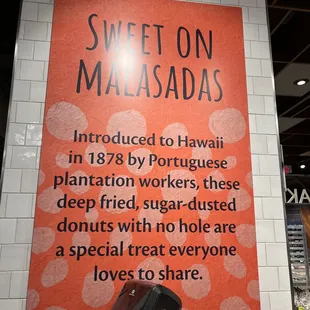 SWEET ON
MALASADAS
Introduced to Hawaii
in 1878 by Portuguese
plantation workers, these
deep fried, sugar-dusted
donuts with no hole are
a special treat everyone
loves to share.